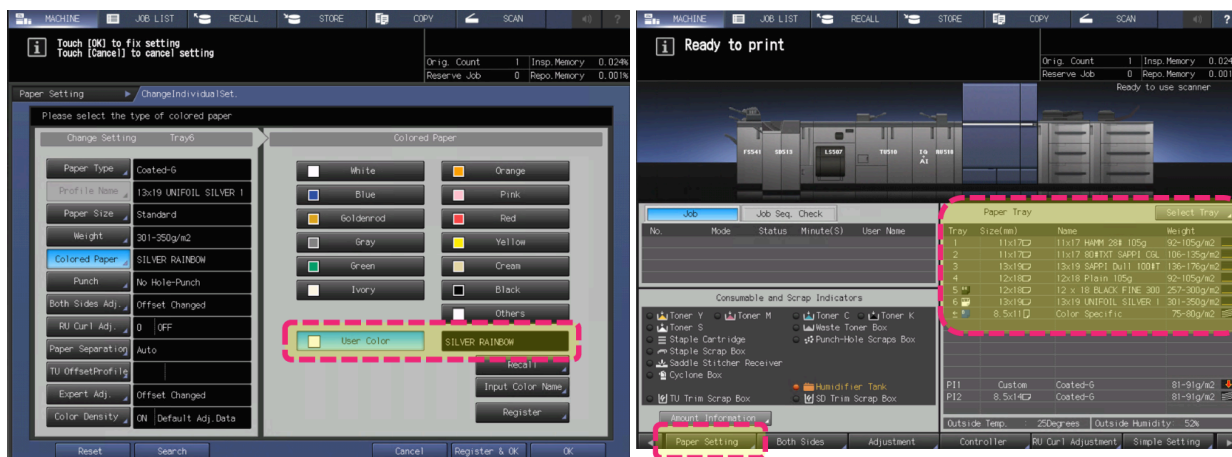 MACHINE JOB LIST RECALL STORE COPY SCAN ?
Touch [OK] to fix setting
Touch [Cancel] to cancel setting
Orig. Count 1 Insp.Memory 0.024%
Reserve Job 0 Repo.Memory 0.001%
Paper Setting ChangeIndividualSet.
Please select the type of colored paper
Change Setting Tray6
Colored Paper
Paper Type Coated-G
Profile Name 13x19 UNIFOIL SILVER 1
Paper Size Standard
Weight 301-350g/m2
Colored Paper SILVER RAINBOW
Punch No Hole-Punch
Both Sides Adj. Offset Changed
RU Curl Adj. 0 OFF
Paper Separation Auto
TU OffsetProfile
Expert Adj. Offset Changed
Color Density ON Default Adj.Data
White Orange
Blue Pink
Goldenrod Red
Gray Yellow
Green Cream
Ivory Black
Others
User Color SILVER RAINBOW
Recall
Input Color Name
Register
Reset Search Cancel Register & OK OK
MACHINE JOB LIST RECALL STORE COPY SCAN ?
Ready to print
Orig. Count 1 Insp.Memory 0.024
Reserve Job 0 Repo.Memory 0.001
Ready to use scanner
FS541 SD513 LS507 TU510 IQ AI RU518
Job Job Seq. Check
No. Mode Status Minute(S) User Name
Paper Tray Select Tray
Tray Size(mm) Name Weight
1 11x17 11x17 HAMM 28# 105g 92-105g/m2
2 11x17 11x17 80#TXT SAPPI CGL 106-135g/m2
3 13x19 13x19 SAPPI Dull 100#T 136-176g/m2
4 12x18 12x18 Plain 105g 92-105g/m2
5 12x18 12 x 18 BLACK FINE 300 257-300g/m2
6 13x19 13x19 UNIFOIL SILVER 1 301-350g/m2
8.5x11 Color Specific 75-80g/m2
PI1 Custom Coated-G 81-91g/m2
PI2 8.5x14 Coated-G 81-91g/m2
Outside Temp. : 25Degrees Outside Humidity: 52%
Consumable and Scrap Indicators
Toner Y Toner M Toner C Toner K
Toner S Waste Toner Box
Staple Cartridge Punch-Hole Scraps Box
Staple Scrap Box
Saddle Stitcher Receiver
Cyclone Box
Humidifier Tank
TU Trim Scrap Box SD Trim Scrap Box
Amount Information
Paper Setting Both Sides Adjustment Controller RU Curl Adjustment Simple Setting